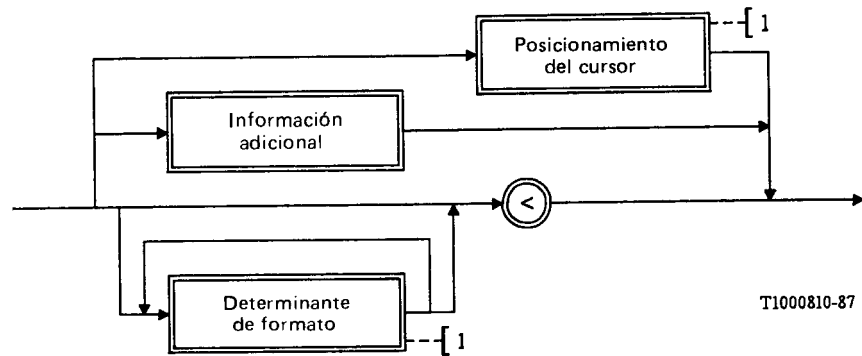 Posicionamiento
del cursor
1
Información
adicional
<
Determinante
de formato
1
T1000810-87